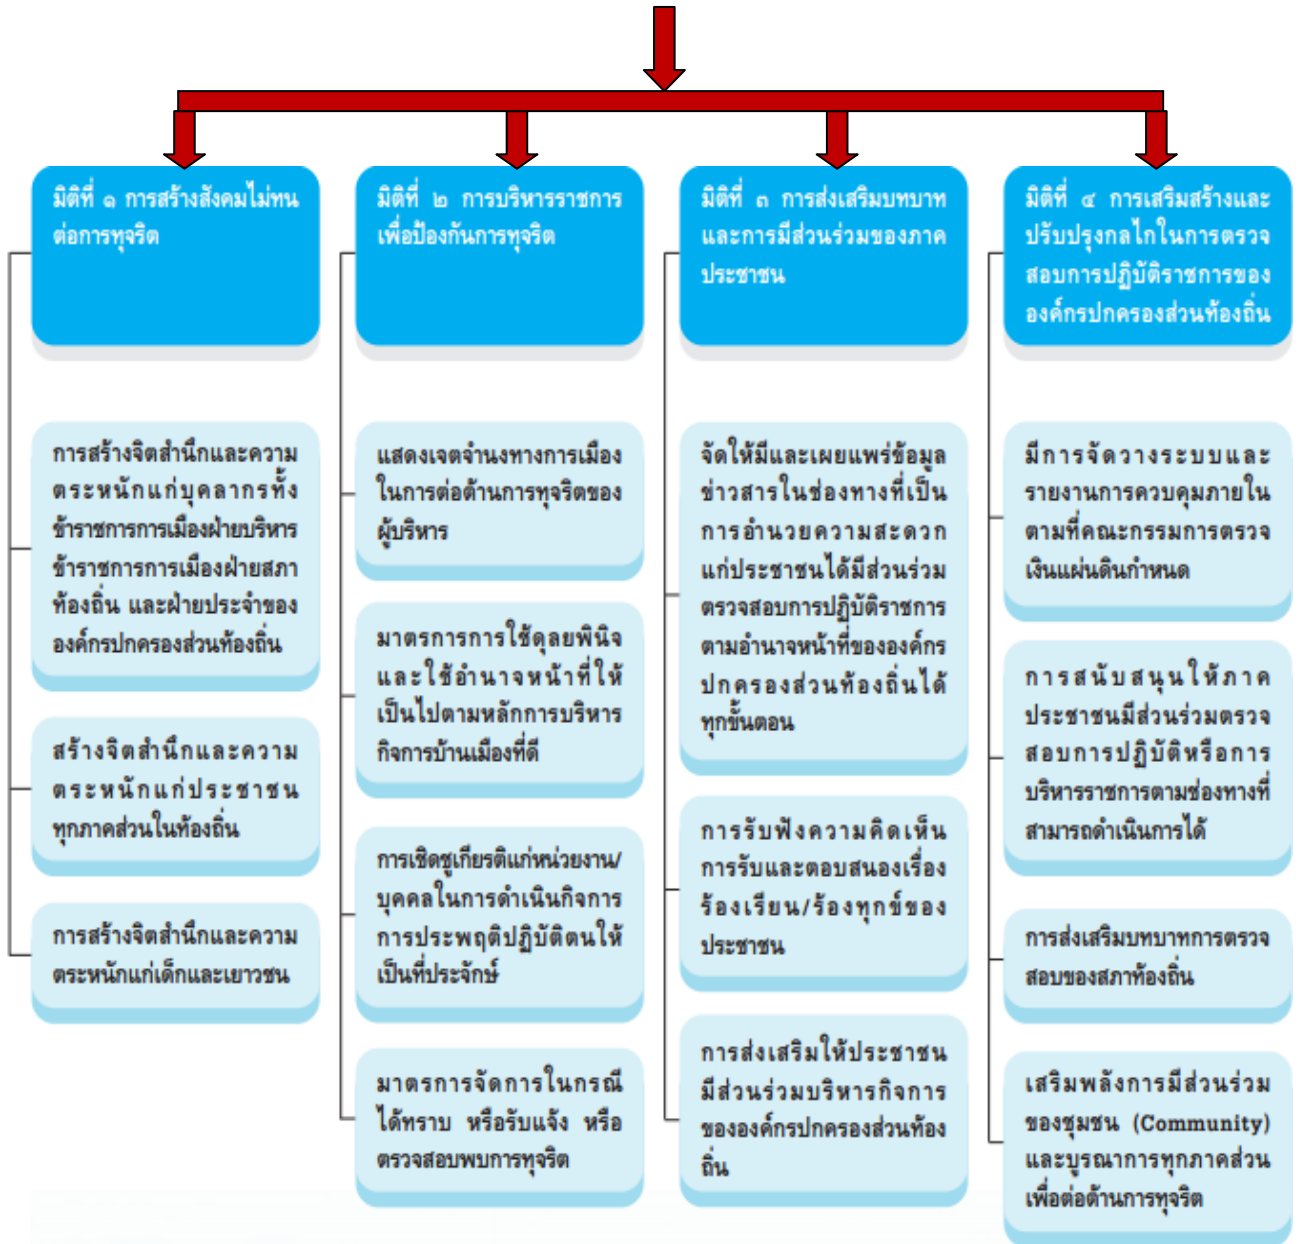 มิติที่ ๑ การสร้างสังคมไม่ทน
ต่อการทุจริต
การสร้างจิตสำนึกและความ
ตระหนักแก่บุคลากรทั้ง
ข้าราชการการเมืองฝ่ายบริหาร
ข้าราชการการเมืองฝ่ายสภา
ท้องถิ่น และฝ่ายประจำของ
องค์กรปกครองส่วนท้องถิ่น
สร้างจิตสำนึกและความ
ตระหนักแก่ประชาชน
ทุกภาคส่วนในท้องถิ่น
การสร้างจิตสำนึกและความ
ตระหนักแก่เด็กและเยาวชน
มิติที่ ๒ การบริหารราชการ
เพื่อป้องกันการทุจริต
แสดงเจตจำนงทางการเมือง
ในการต่อต้านการทุจริตของ
ผู้บริหาร
มาตรการการใช้ดุลยพินิจ
และใช้อำนาจหน้าที่ให้
เป็นไปตามหลักการบริหาร
กิจการบ้านเมืองที่ดี
การเชิดชูเกียรติแก่หน่วยงาน/
บุคคลในการดำเนินกิจการ
การประพฤติปฏิบัติตนให้
เป็นที่ประจักษ์
มาตรการจัดการในกรณี
ได้ทราบ หรือรับแจ้ง หรือ
ตรวจสอบพบการทุจริต
มิติที่ ๓ การส่งเสริมบทบาท
และการมีส่วนร่วมของภาค
ประชาชน
จัดให้มีและเผยแพร่ข้อมูล
ข่าวสารในช่องทางที่เป็น
การอำนวยความสะดวก
แก่ประชาชนได้มีส่วนร่วม
ตรวจสอบการปฏิบัติราชการ
ตามอำนาจหน้าที่ขององค์กร
ปกครองส่วนท้องถิ่นได้
ทุกขั้นตอน
การรับฟังความคิดเห็น
การรับและตอบสนองเรื่อง
ร้องเรียน/ร้องทุกข์ของ
ประชาชน
การส่งเสริมให้ประชาชน
มีส่วนร่วมบริหารกิจการ
ขององค์กรปกครองส่วนท้อง
ถิ่น
มิติที่ ๔ การเสริมสร้างและ
ปรับปรุงกลไกในการตรวจ
สอบการปฏิบัติราชการของ
องค์กรปกครองส่วนท้องถิ่น
มีการจัดวางระบบและ
รายงานการควบคุมภายใน
ตามที่คณะกรรมการตรวจ
เงินแผ่นดินกำหนด
การสนับสนุนให้ภาค
ประชาชนมีส่วนร่วมตรวจ
สอบการปฏิบัติหรือการ
บริหารราชการตามช่องทางที่
สามารถดำเนินการได้
การส่งเสริมบทบาทการตรวจ
สอบของสภาท้องถิ่น
เสริมพลังการมีส่วนร่วม
ของชุมชน (Community)
และบูรณาการทุกภาคส่วน
เพื่อต่อต้านการทุจริต